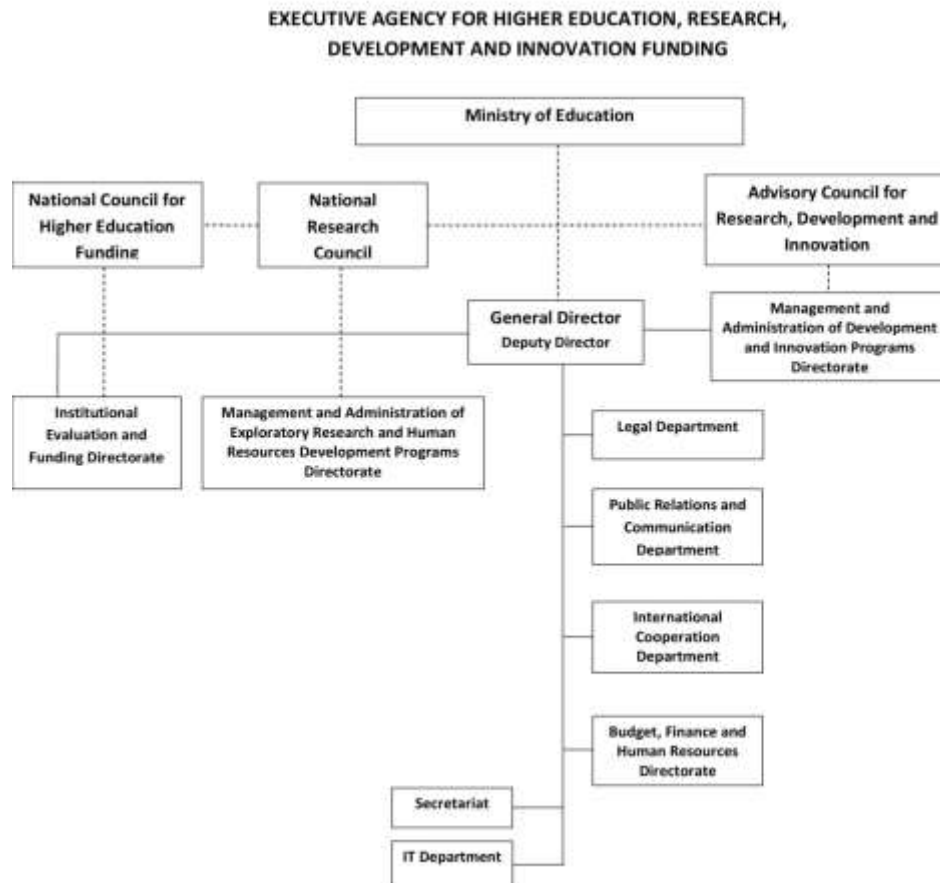 EXECUTIVE AGENCY FOR HIGHER EDUCATION, RESEARCH,
DEVELOPMENT AND INNOVATION FUNDING
Ministry of Education
National Council for
Higher Education
Funding
National
Research
Council
Advisory Council for
Research, Development and
Innovation
General Director
Deputy Director
Management and
Administration of Development
and Innovation Programs
Directorate
Institutional
Evaluation and
Funding Directorate
Management and Administration of
Exploratory Research and Human
Resources Development Programs
Directorate
Legal Department
Public Relations and
Communication
Department
International
Cooperation
Department
Budget, Finance and
Human Resources
Directorate
Secretariat
IT Department